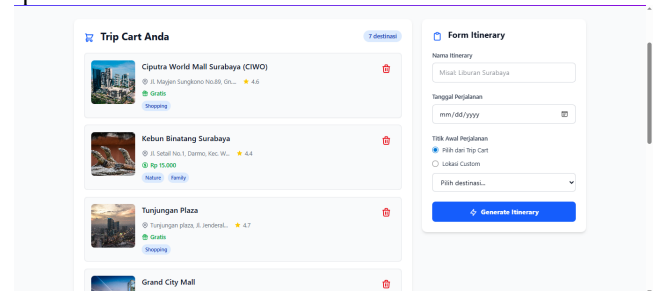 Trip Cart Anda
7 destinasi
Ciputra World Mall Surabaya (CIWO)
Jl. Mayjen Sungkono No.89, Gn... 4.6
Gratis
Shopping
Kebun Binatang Surabaya
Jl. Setail No.1, Darmo, Kec. W... 4.4
Rp 15.000
Nature Family
Tunjungan Plaza
Tunjungan plaza, Jl. Jenderal... 4.7
Gratis
Shopping
Grand City Mall
Form Itinerary
Nama Itinerary
Misal: Liburan Surabaya
Tanggal Perjalanan
mm/dd/yyyy
Titik Awal Perjalanan
Pilih dari Trip Cart
Lokasi Custom
Pilih destinasi...
Generate Itinerary